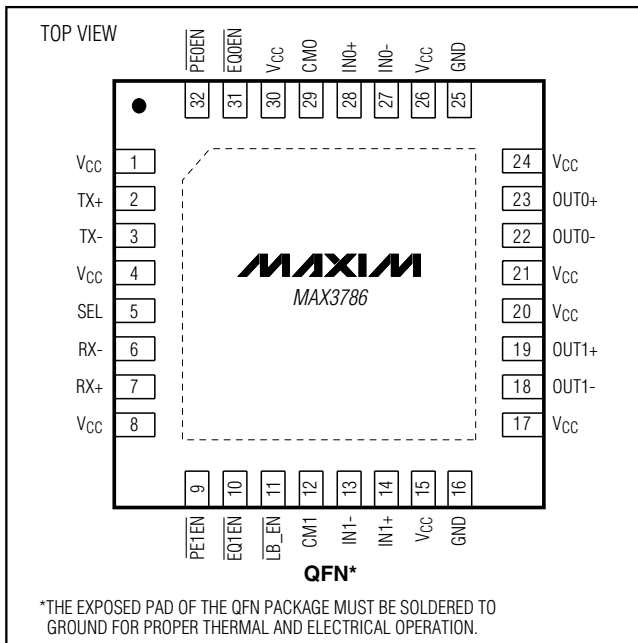 TOP VIEW
PE0EN
EQ0EN
VCC
CM0
IN0+
IN0-
VCC
GND
32
31
30
29
28
27
26
25
VCC 1
TX+ 2
TX- 3
VCC 4
SEL 5
RX- 6
RX+ 7
VCC 8
MAXIM
MAX3786
24 VCC
23 OUT0+
22 OUT0-
21 VCC
20 VCC
19 OUT1+
18 OUT1-
17 VCC
9
10
11
12
13
14
15
16
PE1EN
EQ1EN
LB_EN
CM1
IN1-
IN1+
VCC
GND
QFN*
*THE EXPOSED PAD OF THE QFN PACKAGE MUST BE SOLDERED TO
GROUND FOR PROPER THERMAL AND ELECTRICAL OPERATION.